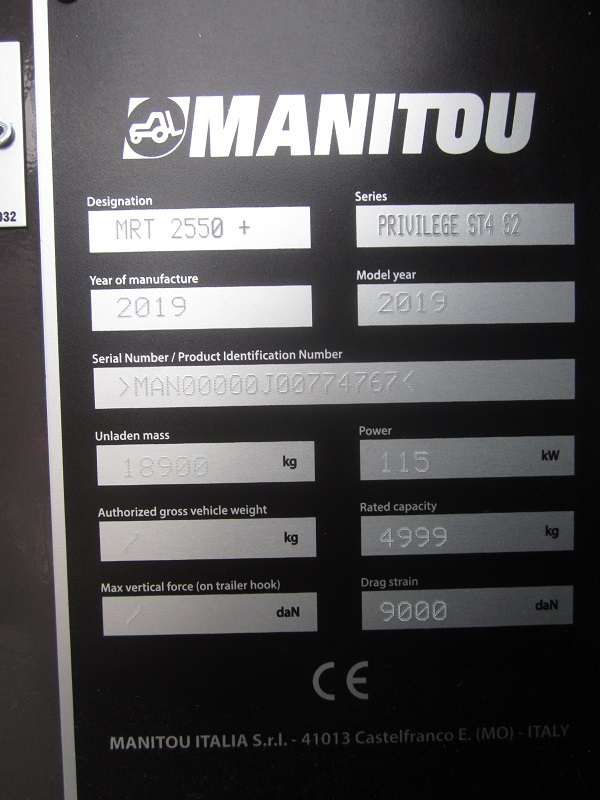 032
MANITOU
Designation
MRT 2550 +
Series
PRIVILEGE ST4 S2
Year of manufacture
2019
Model year
2019
Serial Number / Product Identification Number
>MAN00000J00774767<
Unladen mass
18900 kg
Power
115 kW
Authorized gross vehicle weight
/ kg
Rated capacity
4999 kg
Max vertical force (on trailer hook)
/ daN
Drag strain
9000 daN
CE
MANITOU ITALIA S.r.l. - 41013 Castelfranco E. (MO) - ITALY